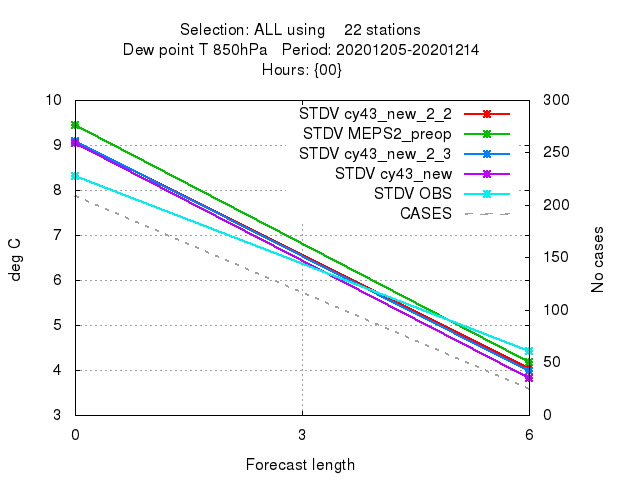 Selection: ALL using 22 stations
Dew point T 850hPa Period: 20201205-20201214
Hours: {00}
10 300
STDV cy43_new_2_2
STDV MEPS2_preop
9 250
STDV cy43_new_2_3
STDV cy43_new
8 STDV OBS
200
CASES
7
150
6
100
5
50
4
3 0
0 3 6
deg C
No cases
Forecast length